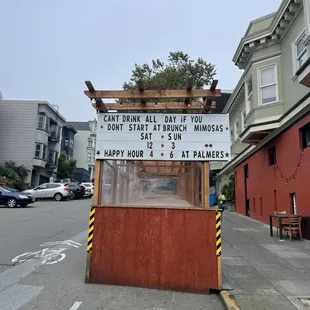 CANT DRINK ALL DAY IF YOU
DONT START AT BRUNCH MIMOSAS
SAT ★ SUN
12 3
HAPPY HOUR 4 6 AT PALMERS